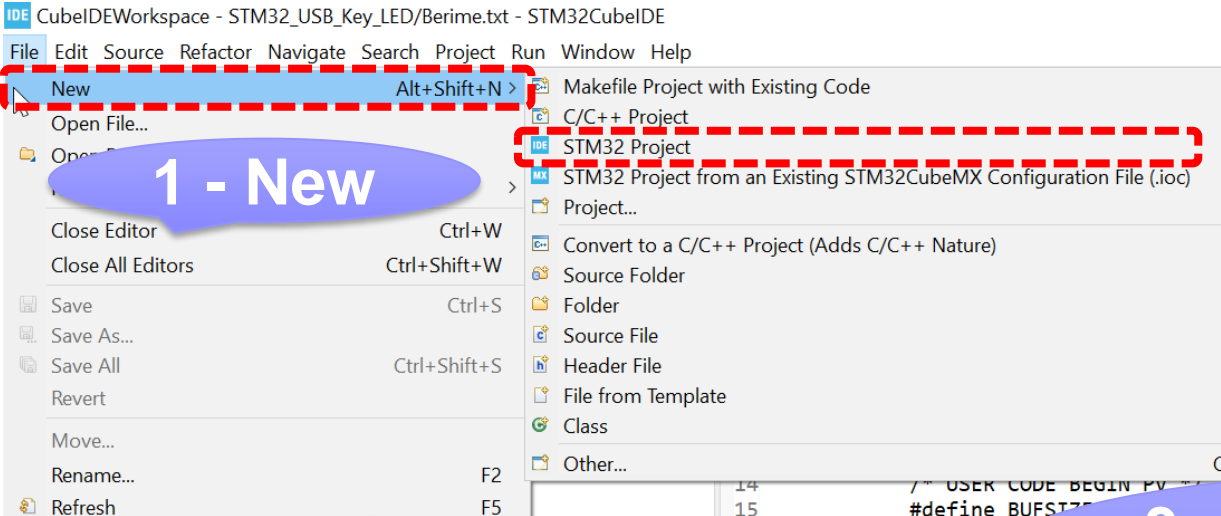 IDE CubeIDEWorkspace - STM32_USB_Key_LED/Berime.txt - STM32CubeIDE
File Edit Source Refactor Navigate Search Project Run Window Help
New Alt+Shift+N >
Open File...
1 - New
Close Editor Ctrl+W
Close All Editors Ctrl+Shift+W
Save Ctrl+S
Save As...
Save All Ctrl+Shift+S
Revert
Move...
Rename... F2
Refresh F5
Makefile Project with Existing Code
C/C++ Project
IDE STM32 Project
MX STM32 Project from an Existing STM32CubeMX Configuration File (.ioc)
Project...
Convert to a C/C++ Project (Adds C/C++ Nature)
Source Folder
Folder
Source File
Header File
File from Template
Class
Other...
14 /* USER CODE BEGIN PV */
15 #define